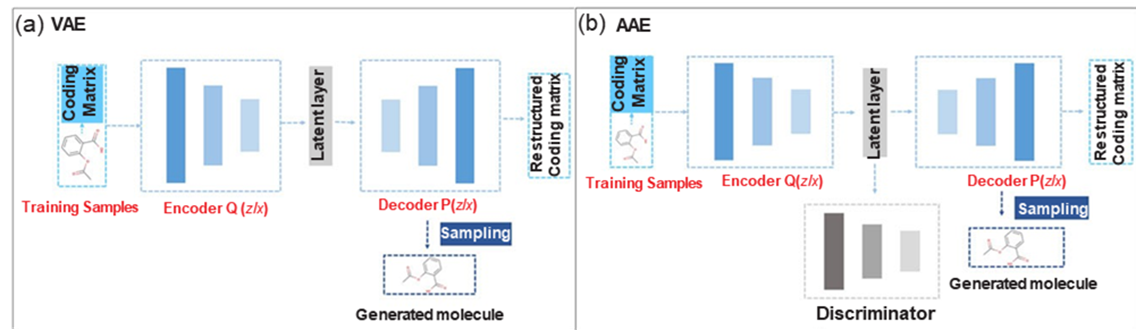 (a) VAE
Coding
Matrix
Training Samples
Encoder Q (z/x)
Latent layer
Decoder P(z/x)
Restructured
Coding matrix
Sampling
Generated molecule
(b) AAE
Coding
Matrix
Training Samples
Encoder Q(z/x)
Latent layer
Decoder P(z/x)
Restructured
Coding matrix
Sampling
Generated molecule
Discriminator